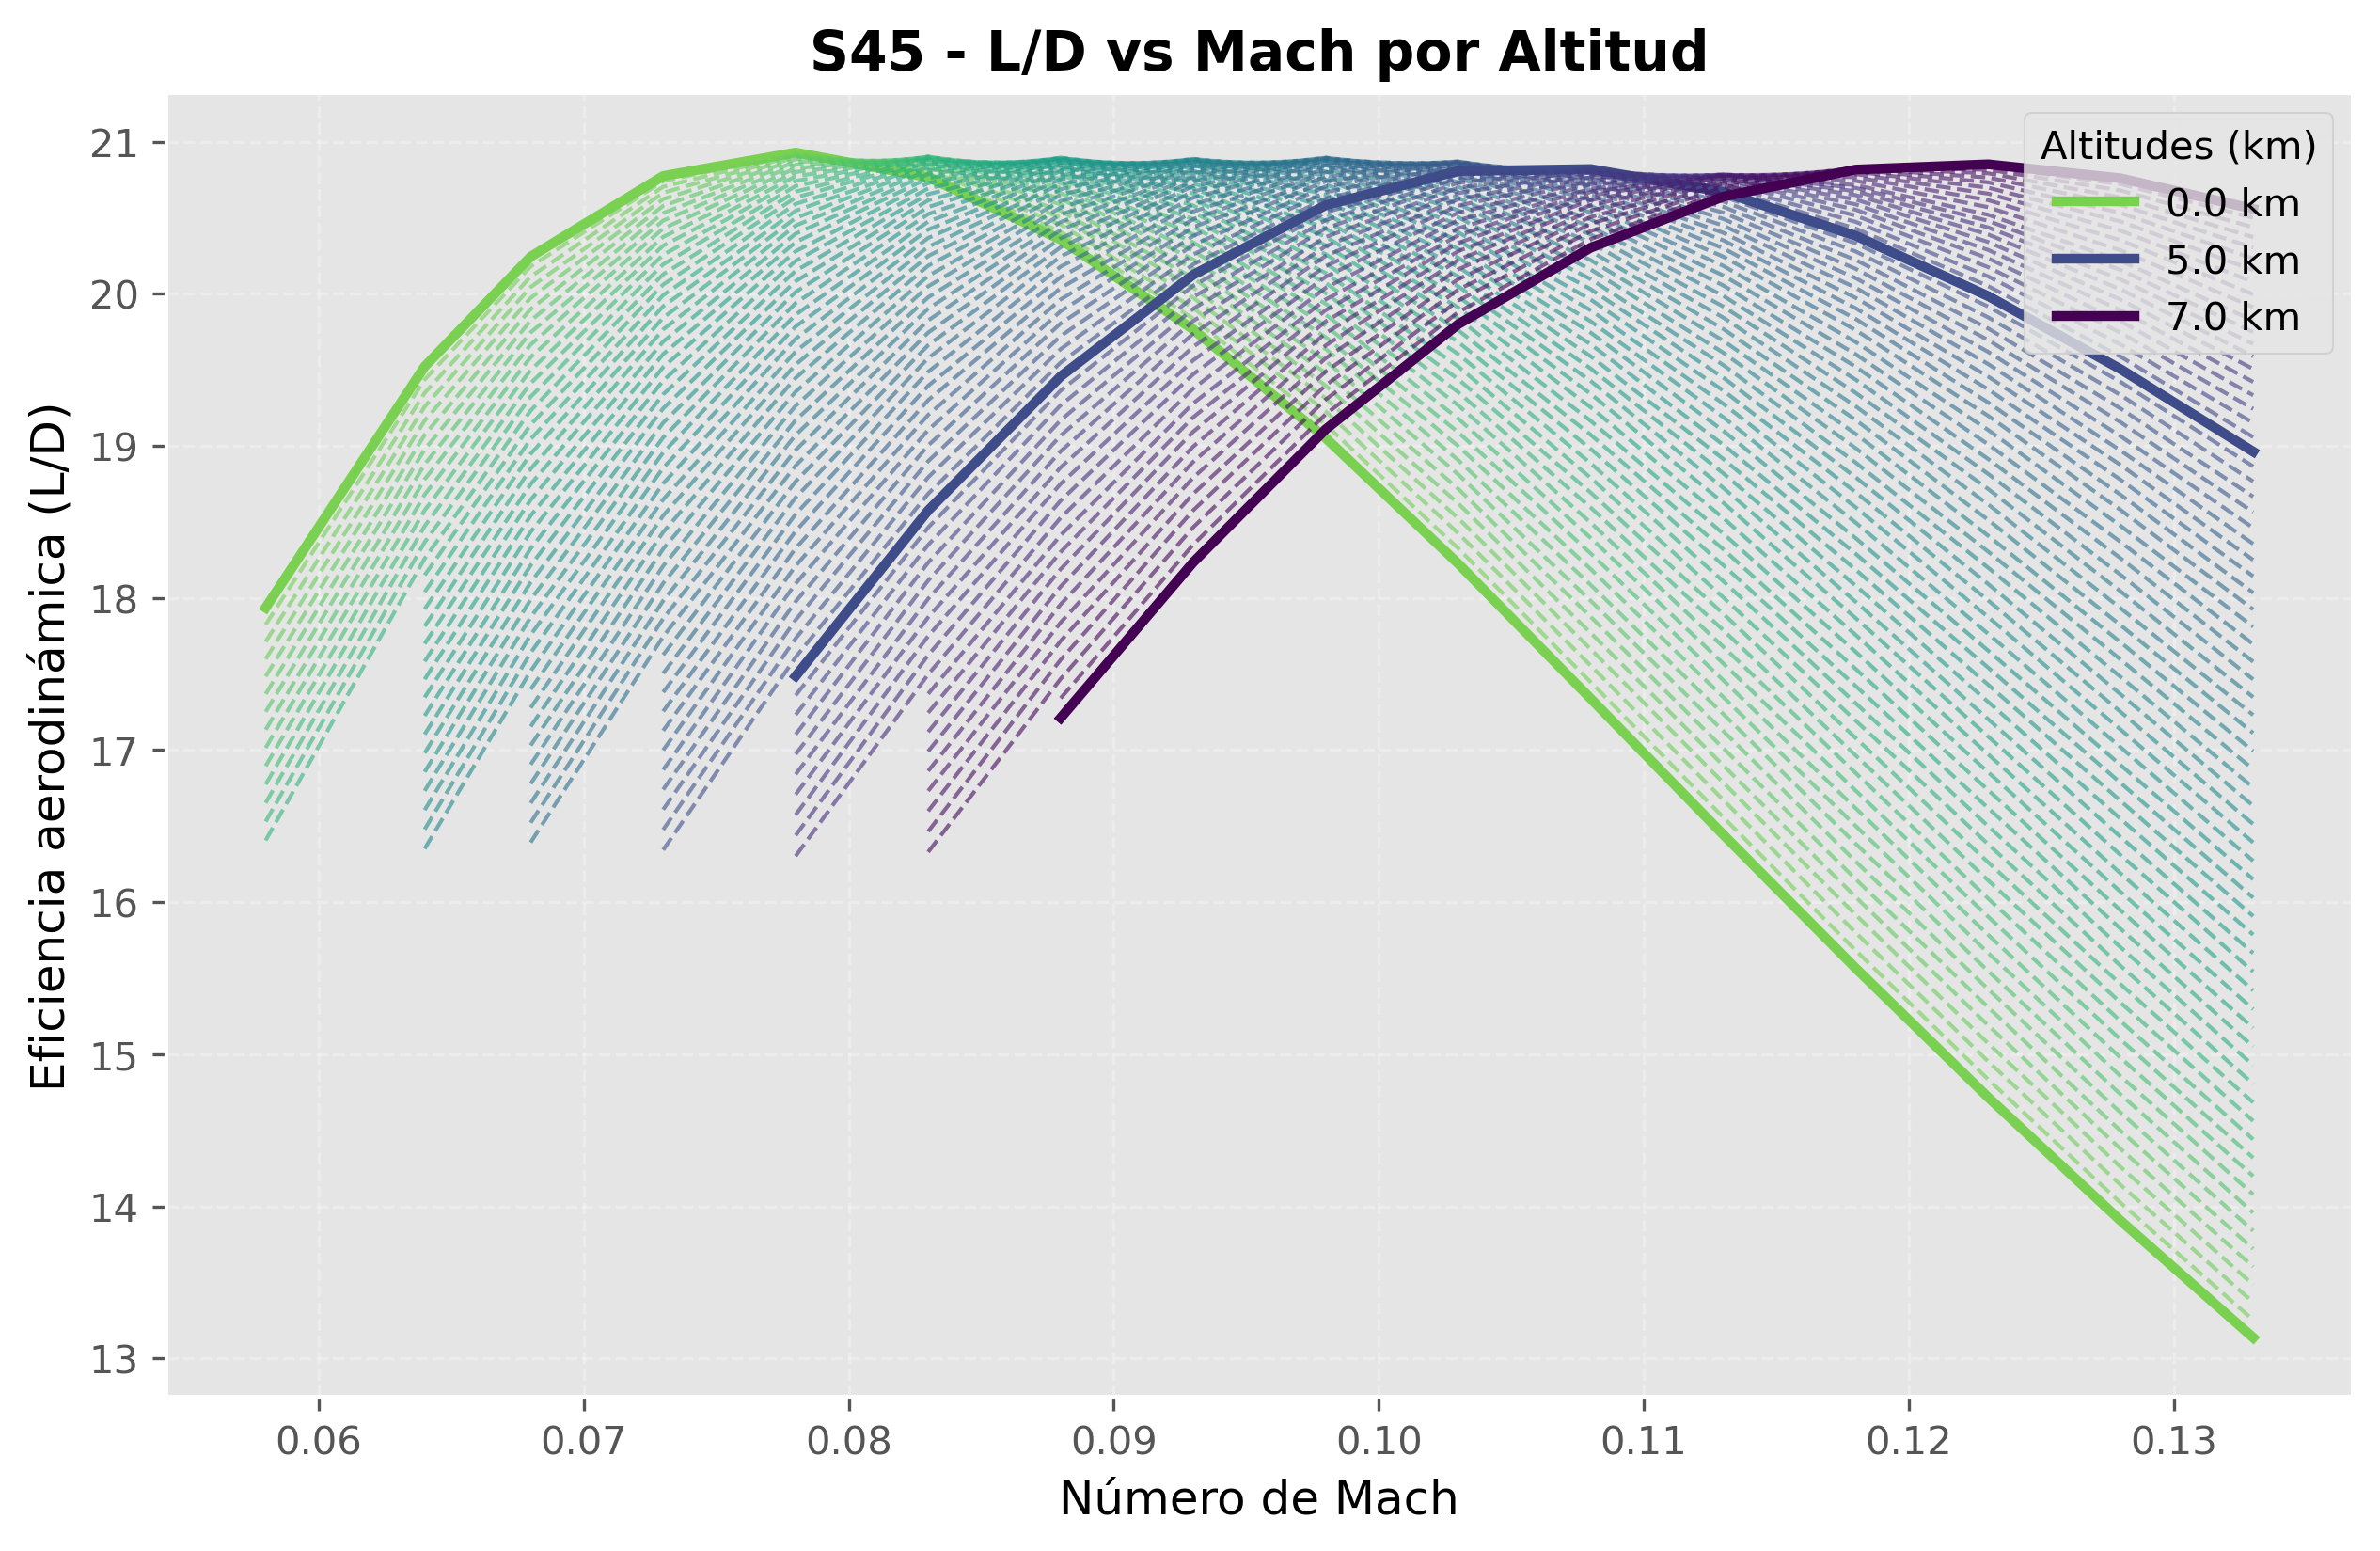 S45 - L/D vs Mach por Altitud
Eficiencia aerodinámica (L/D)
21
20
19
18
17
16
15
14
13
Altitudes (km)
0.0 km
5.0 km
7.0 km
0.06
0.07
0.08
0.09
0.10
0.11
0.12
0.13
Número de Mach